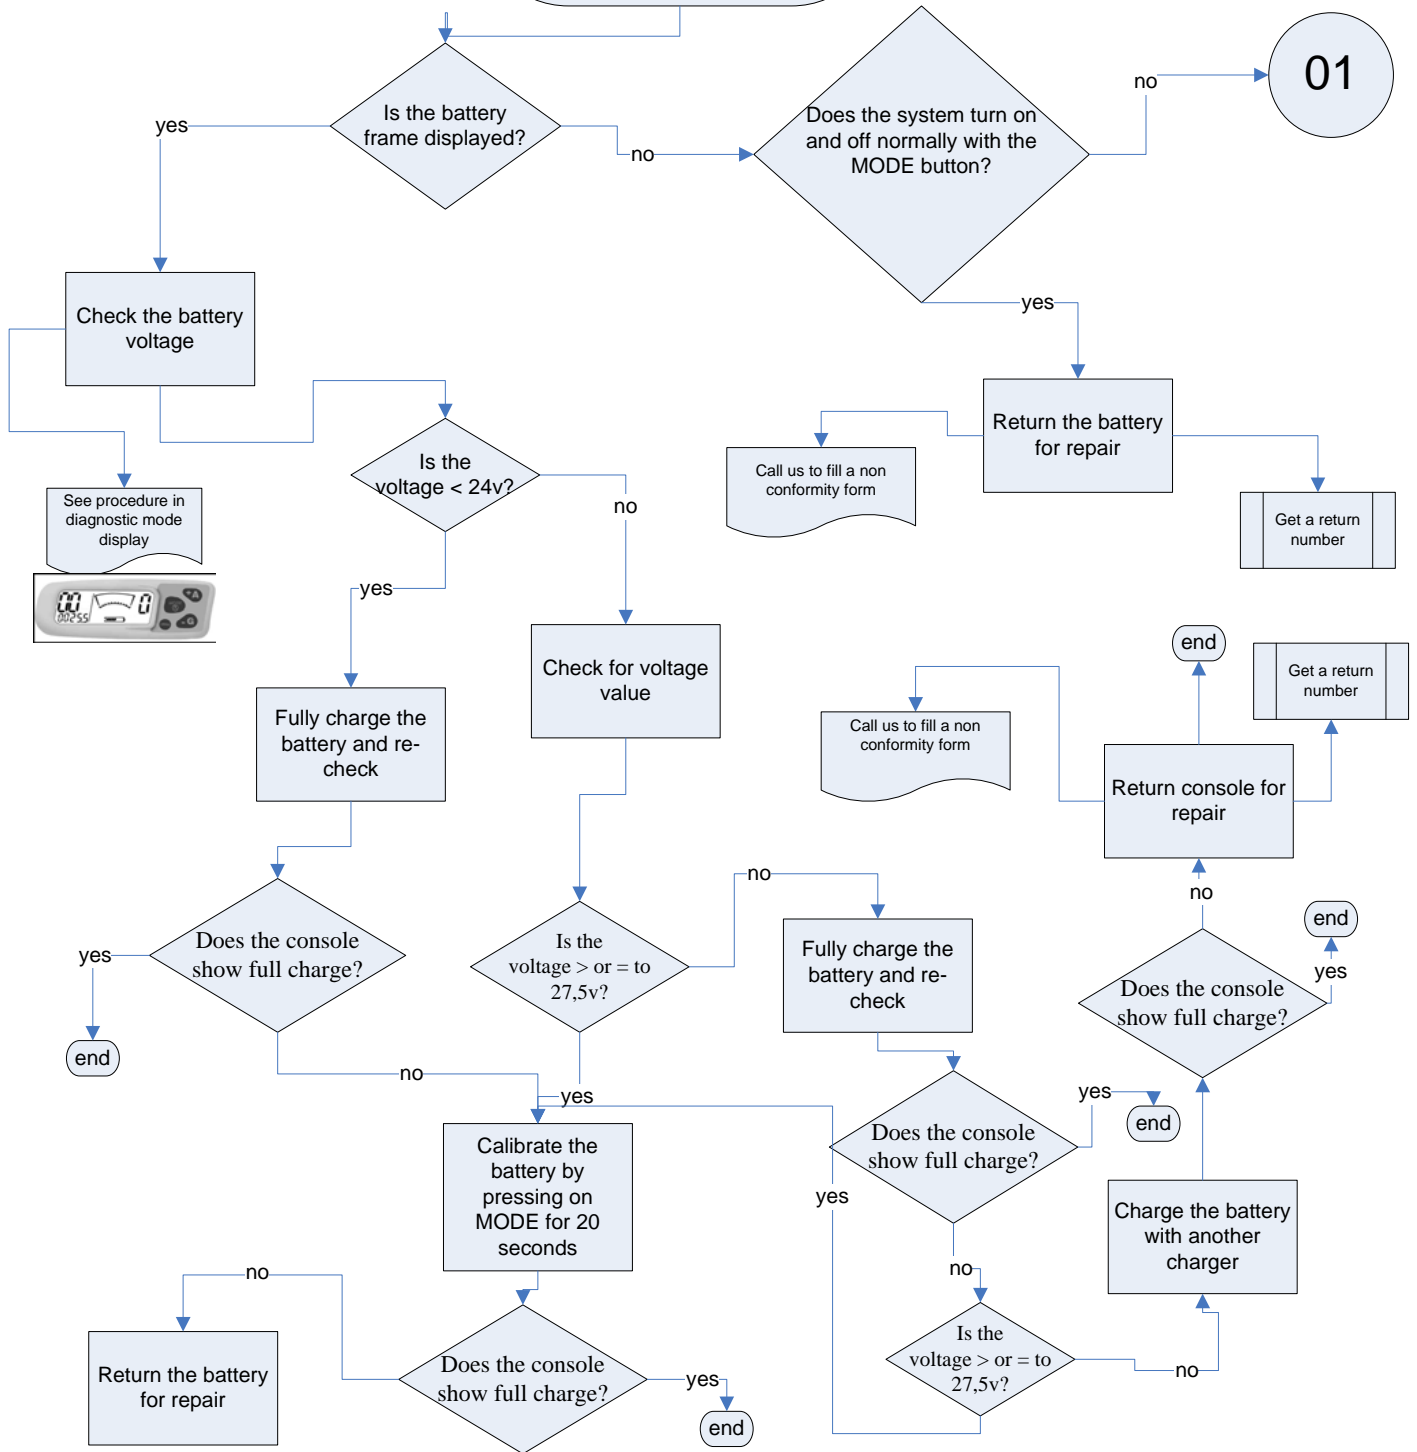 Is the battery
frame displayed?
yes
no
Does the system turn on
and off normally with the
MODE button?
no
01
yes
Check the battery
voltage
See procedure in
diagnostic mode
display
00
0
00255
Is the
voltage < 24v?
no
yes
Return the battery
for repair
Call us to fill a non
conformity form
Get a return
number
Fully charge the
battery and re-
check
Check for voltage
value
end
Get a return
number
Call us to fill a non
conformity form
Return console for
repair
no
end
yes
Does the console
show full charge?
yes
end
no
Is the
voltage > or = to
27,5v?
no
yes
Fully charge the
battery and re-
check
Does the console
show full charge?
Does the console
show full charge?
yes
end
no
yes
Charge the battery
with another
charger
Calibrate the
battery by
pressing on
MODE for 20
seconds
Is the
voltage > or = to
27,5v?
no
no
Return the battery
for repair
Does the console
show full charge?
yes
end